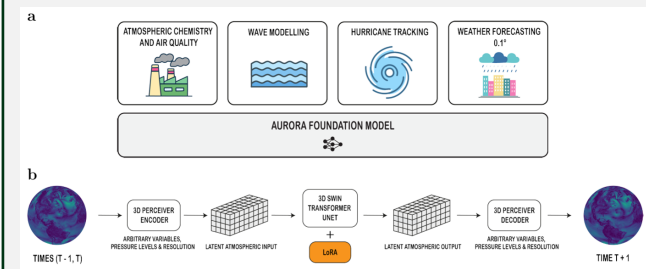 a
ATMOSPHERIC CHEMISTRY
AND AIR QUALITY
WAVE MODELLING
HURRICANE TRACKING
WEATHER FORECASTING
0.1°
AURORA FOUNDATION MODEL
b
TIMES (T - 1, T)
3D PERCEIVER
ENCODER
ARBITRARY VARIABLES,
PRESSURE LEVELS & RESOLUTION
LATENT ATMOSPHERIC INPUT
3D SWIN
TRANSFORMER
UNET
+
LoRA
LATENT ATMOSPHERIC OUTPUT
3D PERCEIVER
DECODER
ARBITRARY VARIABLES,
PRESSURE LEVELS & RESOLUTION
TIME T + 1